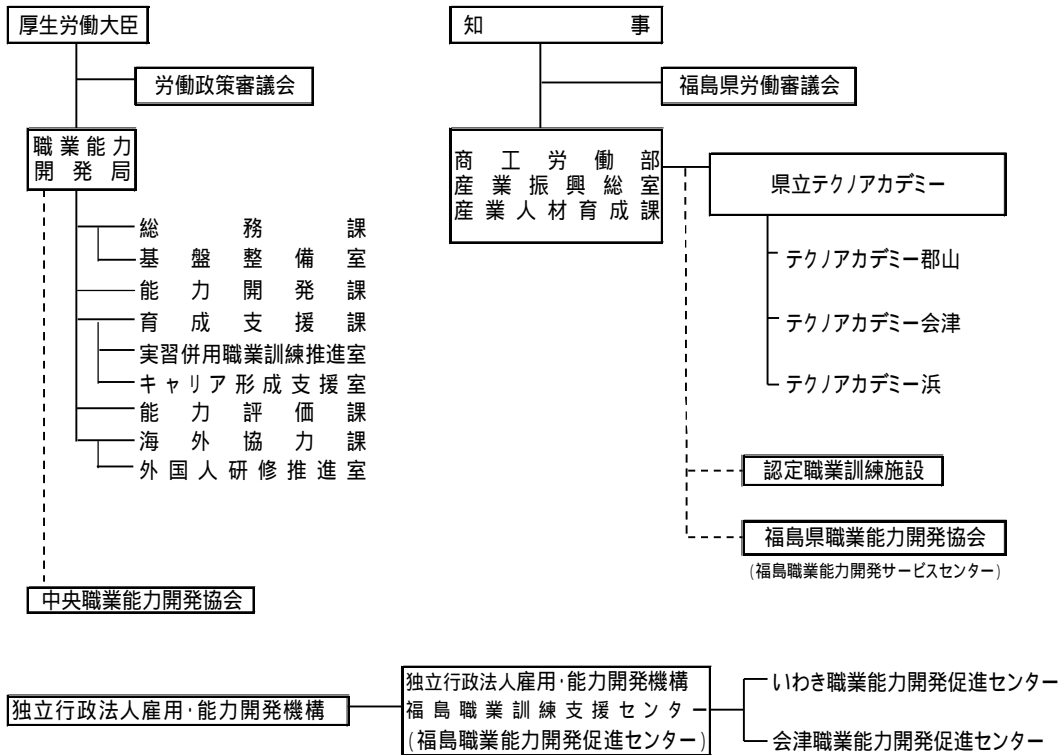 厚生労働大臣
労働政策審議会
職業能力
開発局
総務課
基盤整備室
能力開発課
育成支援課
実習併用職業訓練推進室
キャリア形成支援室
能力評価課
海外協力課
外国人研修推進室
中央職業能力開発協会
知事
福島県労働審議会
商工労働部
産業振興総室
産業人材育成課
県立テクノアカデミー
テクノアカデミー郡山
テクノアカデミー会津
テクノアカデミー浜
認定職業訓練施設
福島県職業能力開発協会
(福島職業能力開発サービスセンター)
独立行政法人雇用・能力開発機構
独立行政法人雇用・能力開発機構
福島職業訓練支援センター
(福島職業能力開発促進センター)
いわき職業能力開発促進センター
会津職業能力開発促進センター